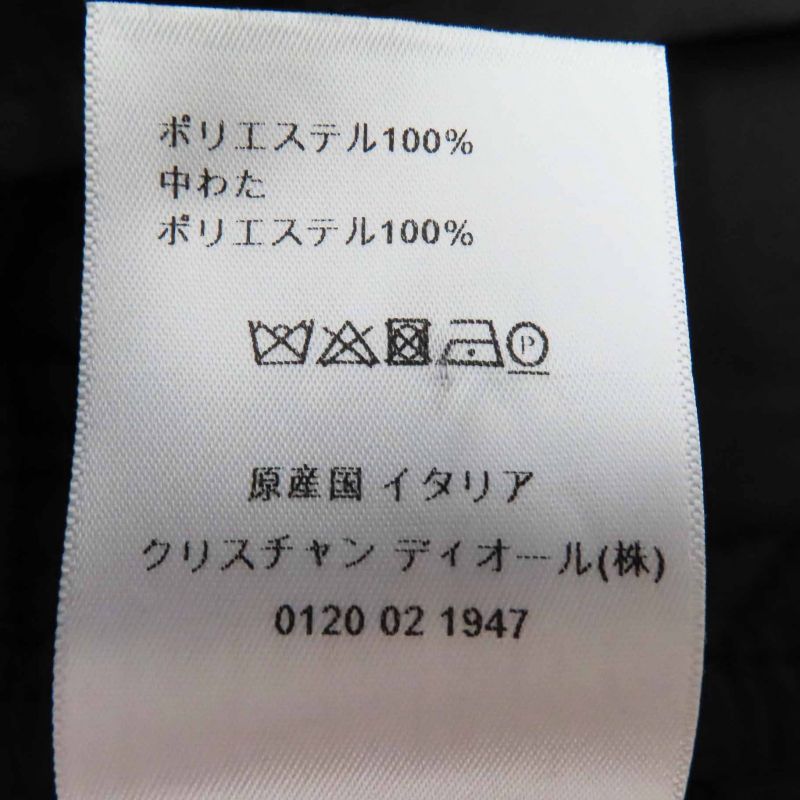 ポリエステル100%
中わた
ポリエステル100%
P
原産国 イタリア
クリスチャン ディオール(株)
0120 02 1947